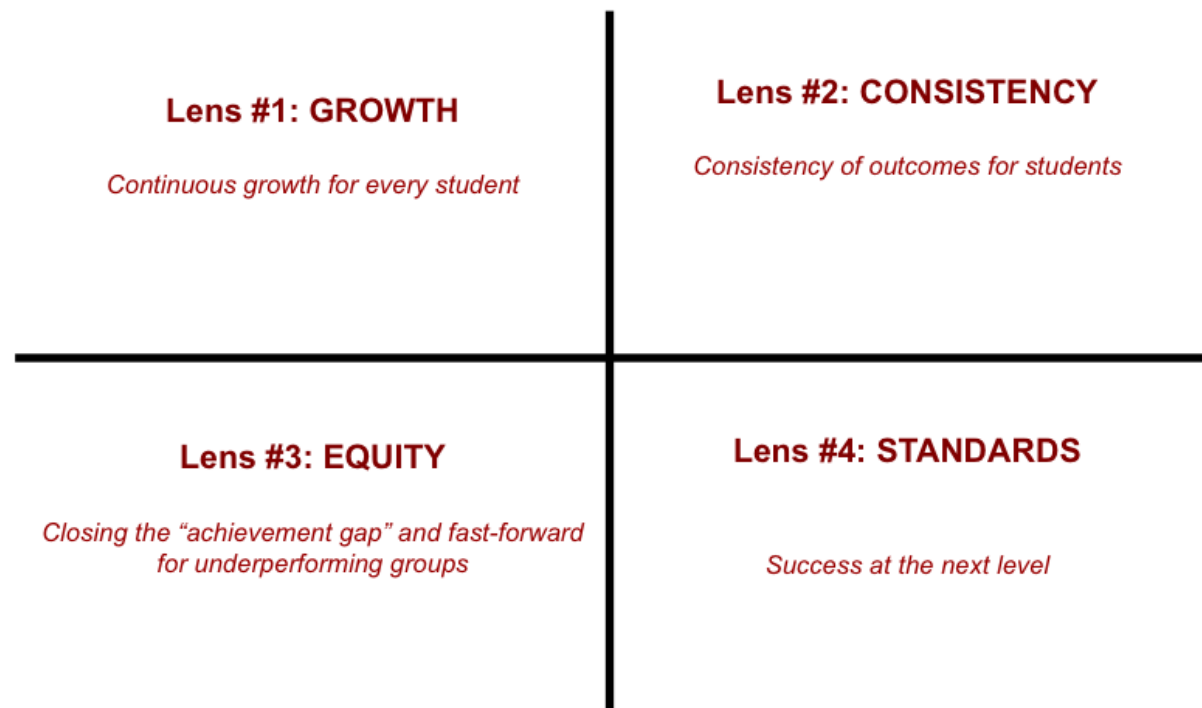 Lens #1: GROWTH
Continuous growth for every student
Lens #2: CONSISTENCY
Consistency of outcomes for students
Lens #3: EQUITY
Closing the “achievement gap” and fast-forward
for underperforming groups
Lens #4: STANDARDS
Success at the next level